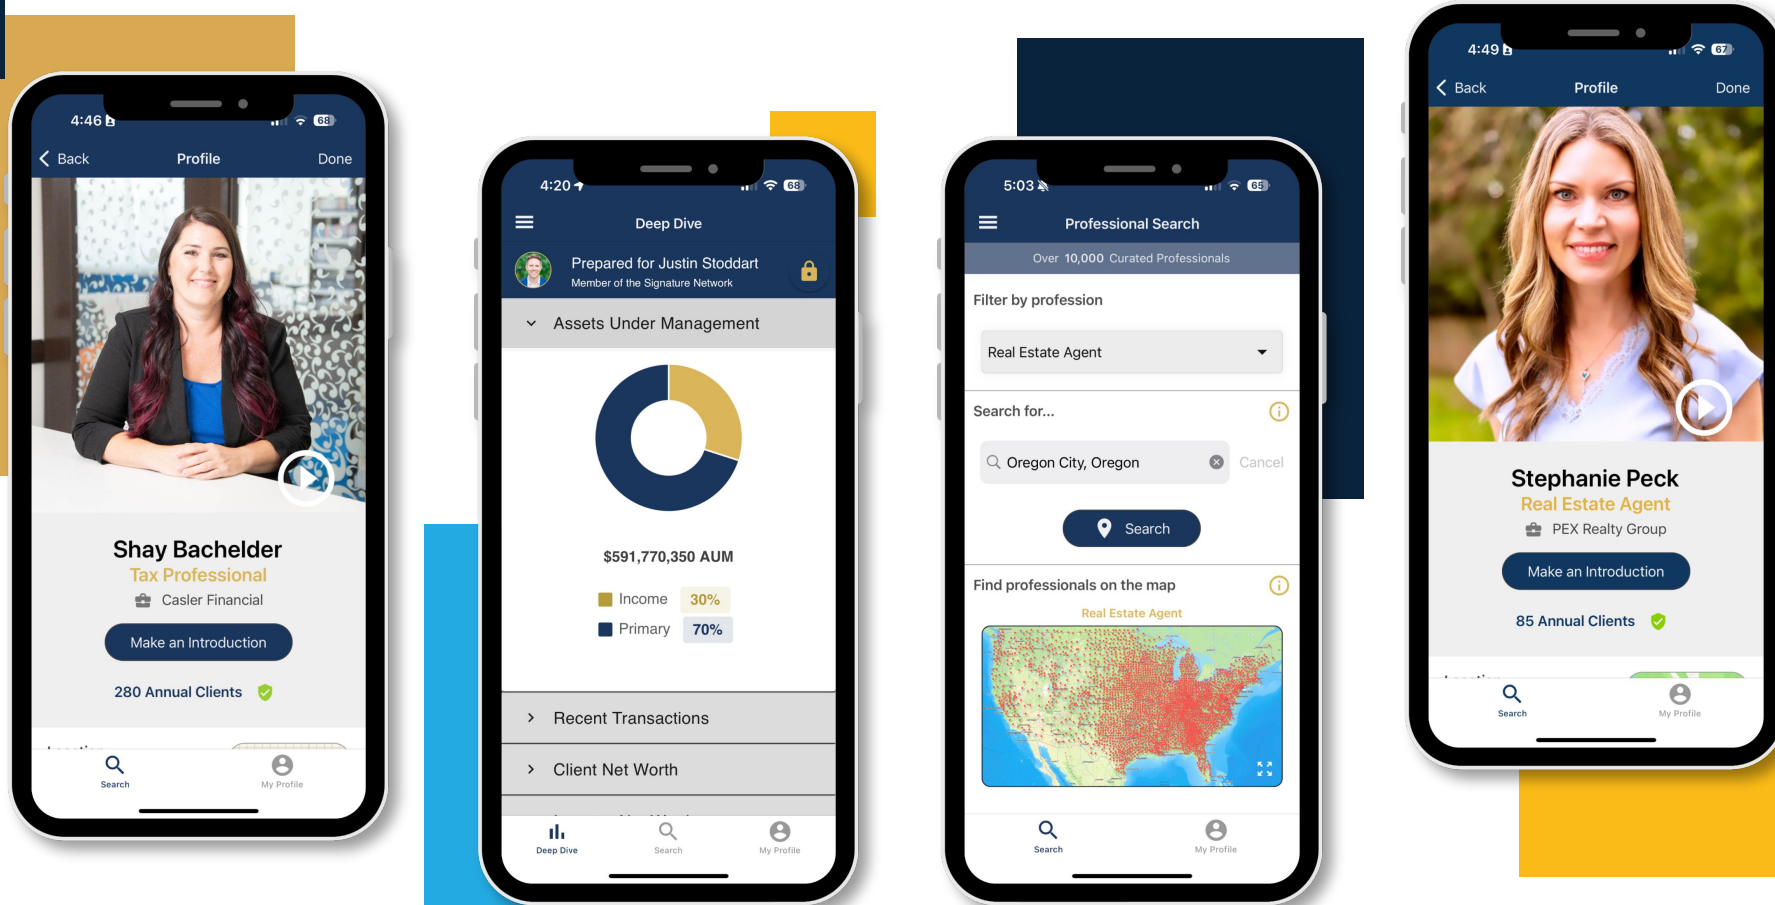 4:46
68
Back
Profile
Done
Shay Bachelder
Tax Professional
Casler Financial
Make an Introduction
280 Annual Clients
Search
My Profile
4:20
68
Deep Dive
Prepared for Justin Stoddart
Member of the Signature Network
Assets Under Management
$591,770,350 AUM
Income 30%
Primary 70%
Recent Transactions
Client Net Worth
Deep Dive
Search
My Profile
5:03
65
Professional Search
Over 10,000 Curated Professionals
Filter by profession
Real Estate Agent
Search for...
Oregon City, Oregon
Cancel
Search
Find professionals on the map
Real Estate Agent
Search
My Profile
4:49
67
Back
Profile
Done
Stephanie Peck
Real Estate Agent
PEX Realty Group
Make an Introduction
85 Annual Clients
Search
My Profile